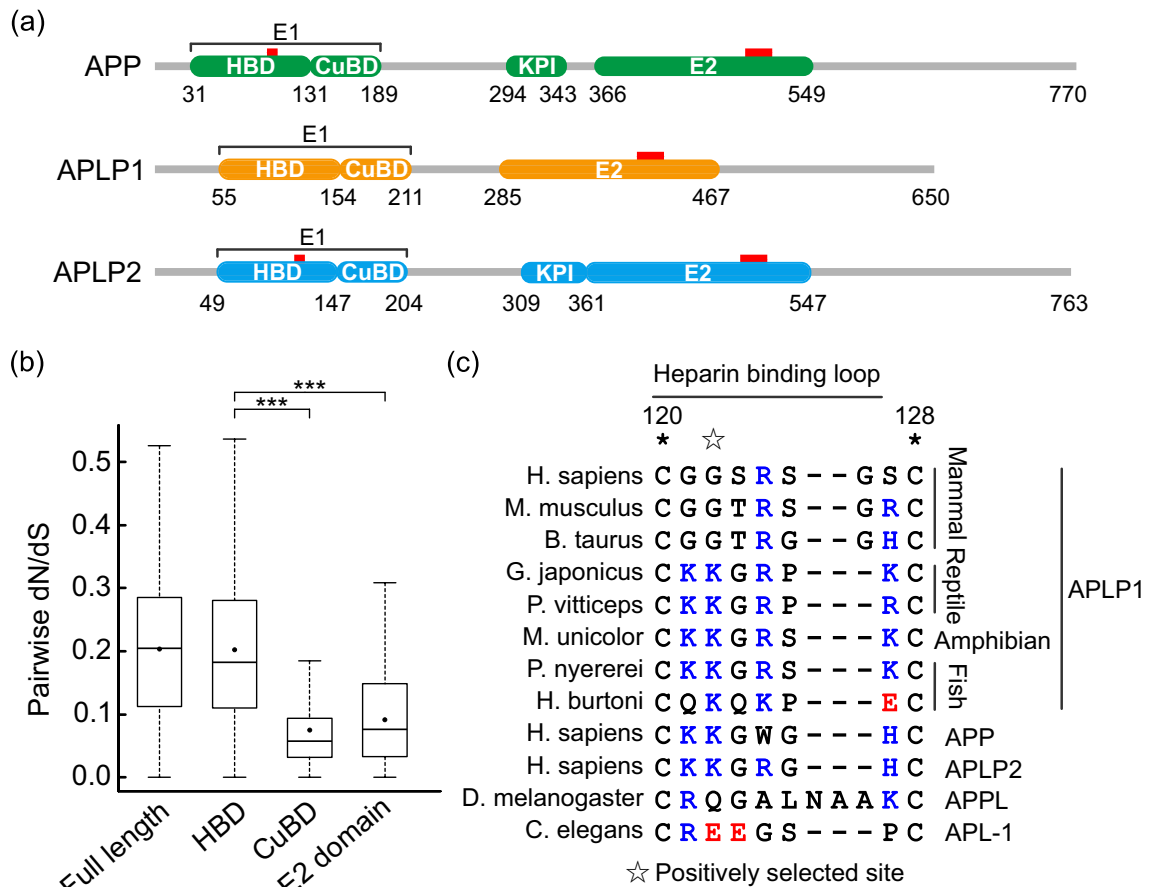 (a)
E1
APP HBD CuBD KPI E2
31 131 189 294 343 366 549 770
E1
APLP1 HBD CuBD E2
55 154 211 285 467 650
E1
APLP2 HBD CuBD KPI E2
49 147 204 309 361 547 763
(b)
***
***
Pairwise dN/dS
0.5
0.4
0.3
0.2
0.1
0.0
Full length
HBD
CuBD
E2 domain
(c)
Heparin binding loop
120 128
* ☆ *
H. sapiens C G G S R S - - G S C
M. musculus C G G T R S - - G R C
B. taurus C G G T R G - - G H C
G. japonicus C K K G R P - - - K C
P. vitticeps C K K G R P - - - R C
M. unicolor C K K G R S - - - K C Amphibian
P. nyererei C K K G R S - - - K C
H. burtoni C Q K Q K P - - - E C
H. sapiens C K K G W G - - - H C APP
H. sapiens C K K G R G - - - H C APLP2
D. melanogaster C R Q G A L N A A K C APPL
C. elegans C R E E G S - - - P C APL-1
Mammal
Reptile
Fish
APLP1
☆ Positively selected site